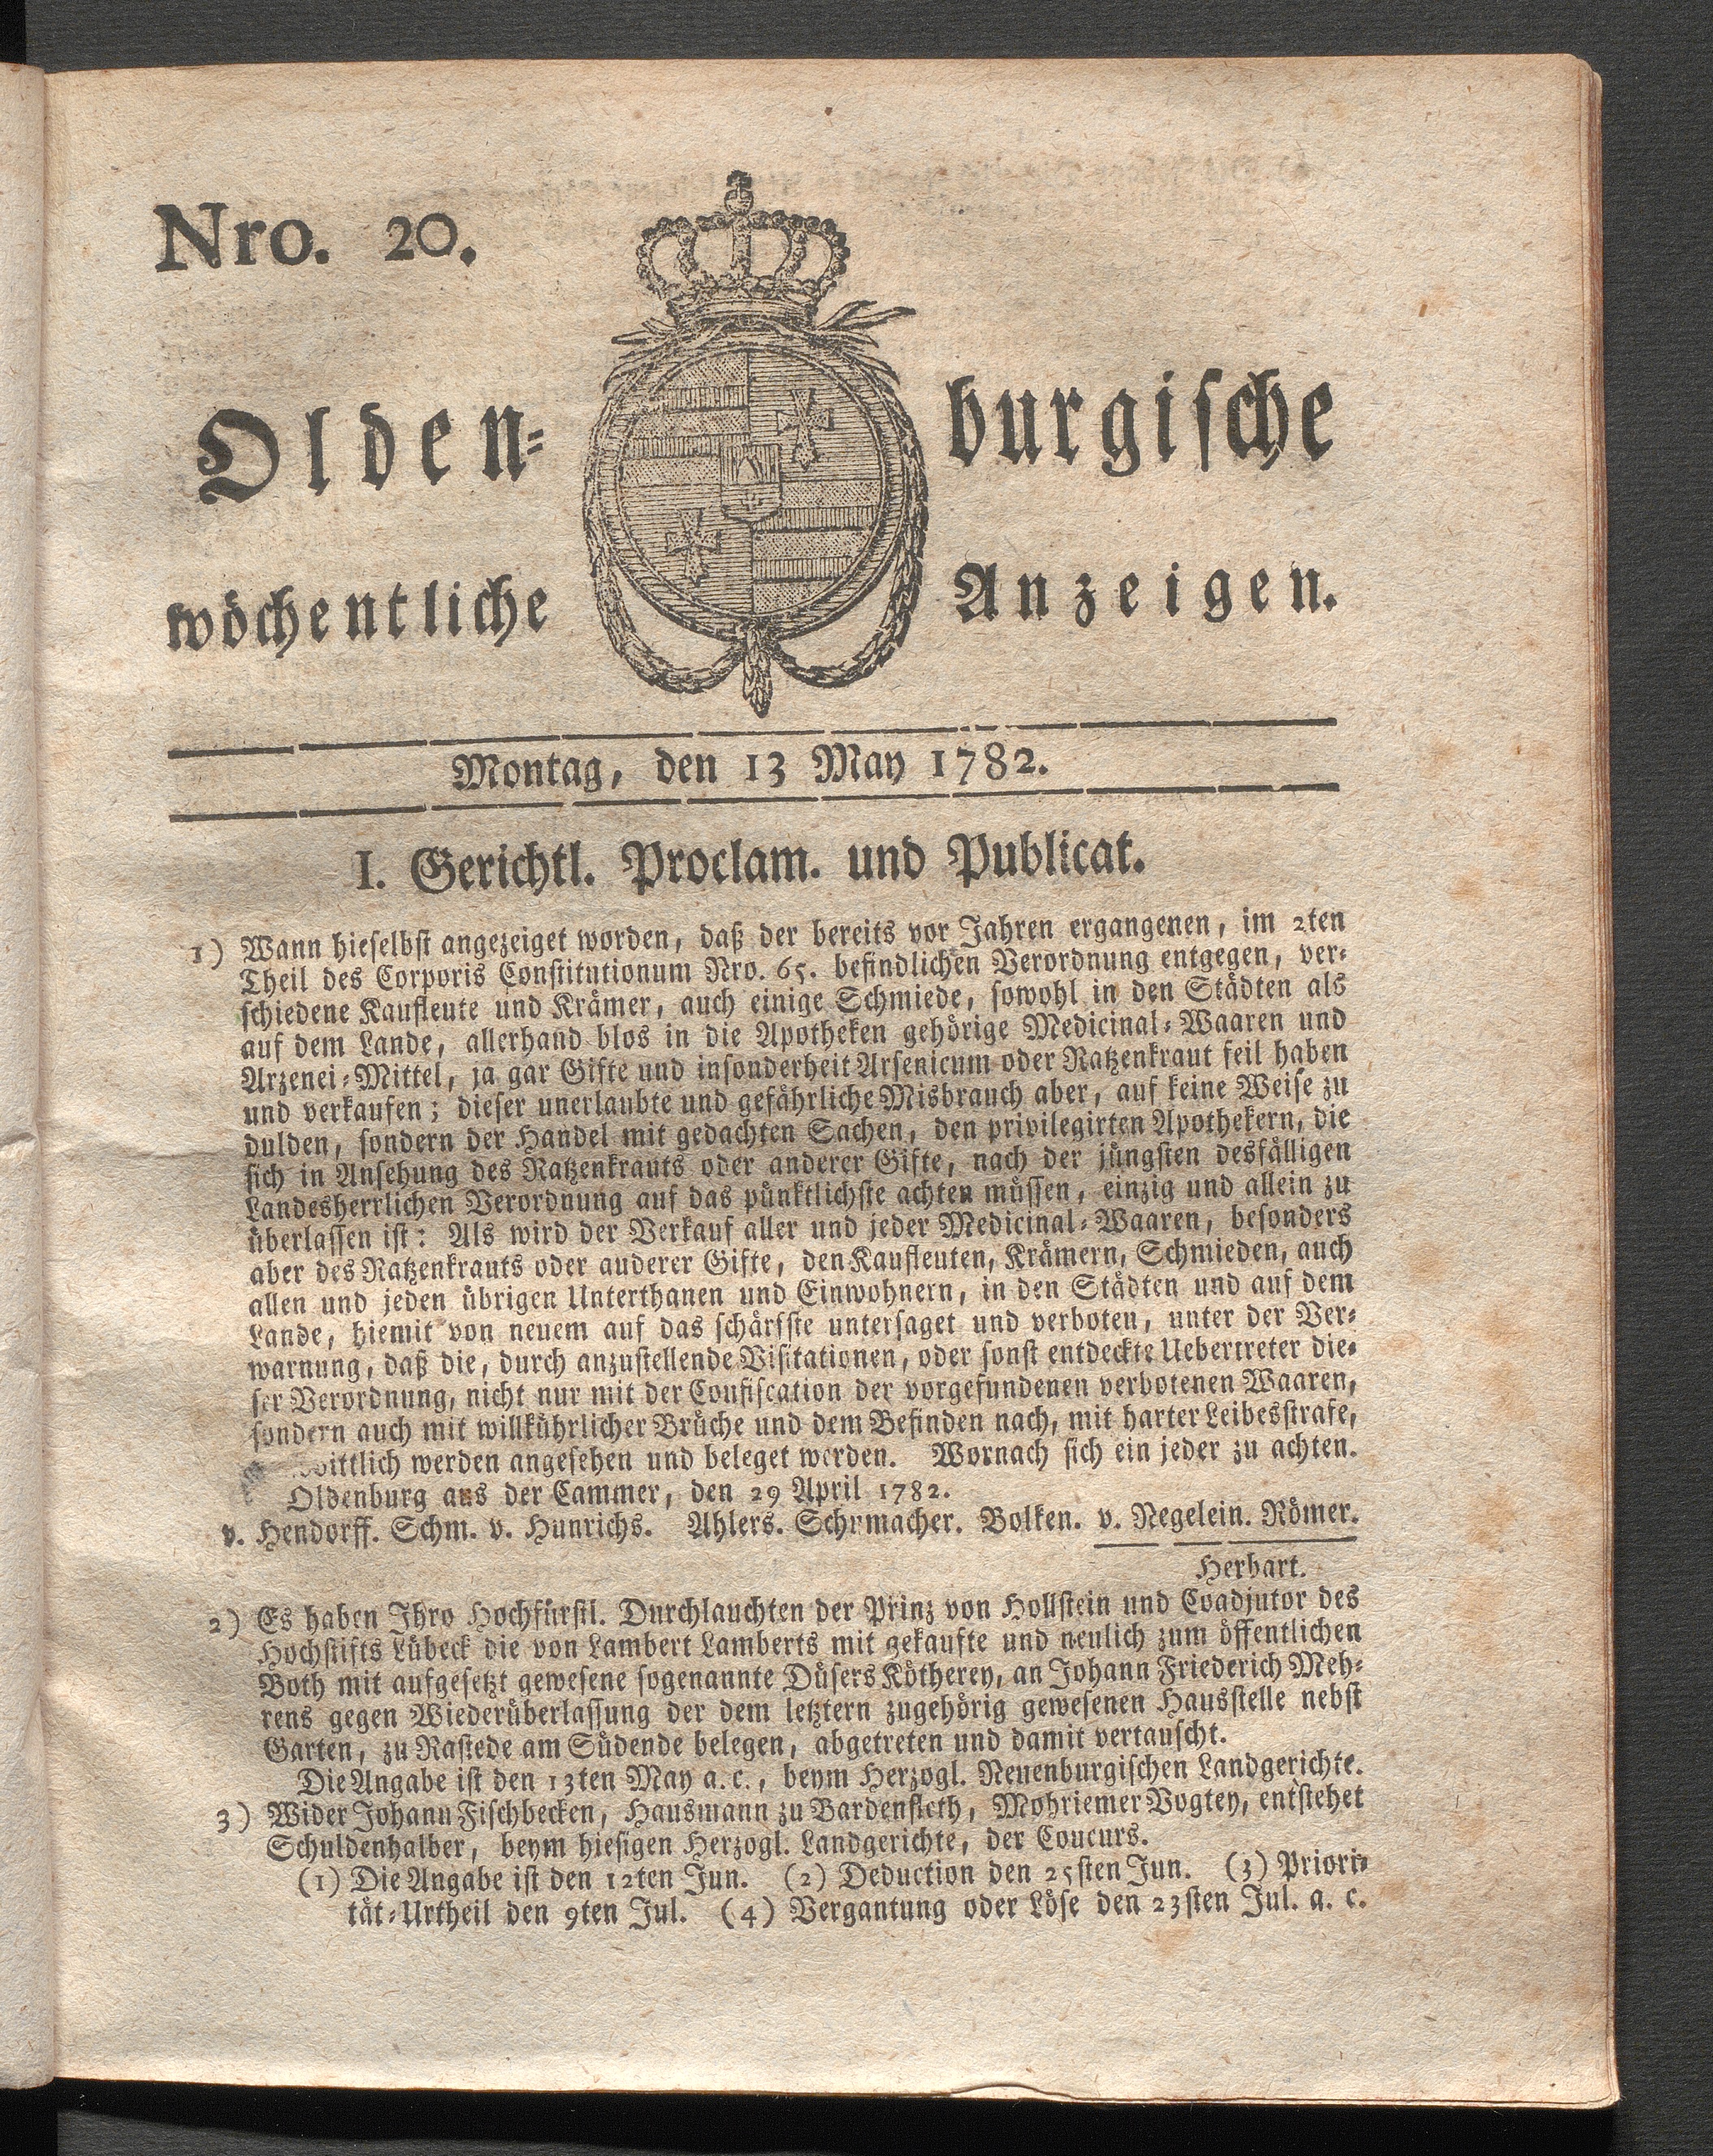 Nro. 20.
Olden- burgische
wöchentliche Anzeigen.
Montag, den 13 May 1782.
I. Gerichtl. Proclam. und Publicat.
1) Wann hieselbst angezeiget worden, daß der bereits vor Jahren ergangenen, im 2ten
Theil des Corporis Constitutionum Nro. 65. befindlichen Verordnung entgegen, ver-
schiedene Kaufleute und Krämer, auch einige Schmiede, sowohl in den Städten als
auf dem Lande, allerhand blos in die Apotheken gehörige Medicinal-Waaren und
Arzenei-Mittel, ja gar Gifte und insonderheit Arsenicum oder Ratzenkraut feil haben
und verkaufen; dieser unerlaubte und gefährliche Misbrauch aber, auf keine Weise zu
dulden, sondern der Handel mit gedachten Sachen, den privilegirten Apothekern, die
sich in Ansehung des Ratzenkrauts oder anderer Gifte, nach der jüngsten desfälligen
Landesherrlichen Verordnung auf das pünktlichste achten müssen, einzig und allein zu
überlassen ist: Als wird der Verkauf aller und jeder Medicinal-Waaren, besonders
aber des Ratzenkrauts oder auderer Gifte, den Kaufleuten, Krämern, Schmieden, auch
allen und jeden übrigen Unterthanen und Einwohnern, in den Städten und auf dem
Lande, hiemit von neuem auf das schärfste untersaget und verboten, unter der Ver-
warnung, daß die, durch anzustellende Visitationen, oder sonst entdeckte Uebertreter die-
ser Verordnung, nicht nur mit der Confiscation der vorgefundenen verbotenen Waaren,
sondern auch mit willkührlicher Brüche und dem Befinden nach, mit harter Leibesstrafe,
werden angesehen und beleget werden. Wornach sich ein jeder zu achten.
Oldenburg aus der Cammer, den 29 April 1782.
v. Hendorff. Schm. v. Hunrichs. Ahlers. Schumacher. Bolken. v. Negelein. Römer.
Herbart.
2) Es haben Ihro Hochfürstl. Durchlauchten der Prinz von Hollstein und Coadjutor des
Hochstifts Lübeck die von Lambert Lamberts mit gekaufte und neulich zum öffentlichen
Both mit aufgesetzt gewesene sogenannte Düsers Kötherey, an Johann Friederich Meh-
rens gegen Wiederüberlassung der dem letztern zugehörig gewesenen Hausstelle nebst
Garten, zu Rastede am Südende belegen, abgetreten und damit vertauscht.
Die Angabe ist den 13ten May a. c., beym Herzogl. Neuenburgischen Landgerichte.
3) Wider Johann Fischbecken, Hausmann zu Bardenfleth, Mohriemer Vogtey, entstehet
Schuldenhalber, beym hiesigen Herzogl. Landgerichte, der Coucurs.
(1) Die Angabe ist den 12ten Jun. (2) Deduction den 25sten Jun. (3) Priori-
tät-Urtheil den 9ten Jul. (4) Vergantung oder Löse den 23sten Jul. a. c.